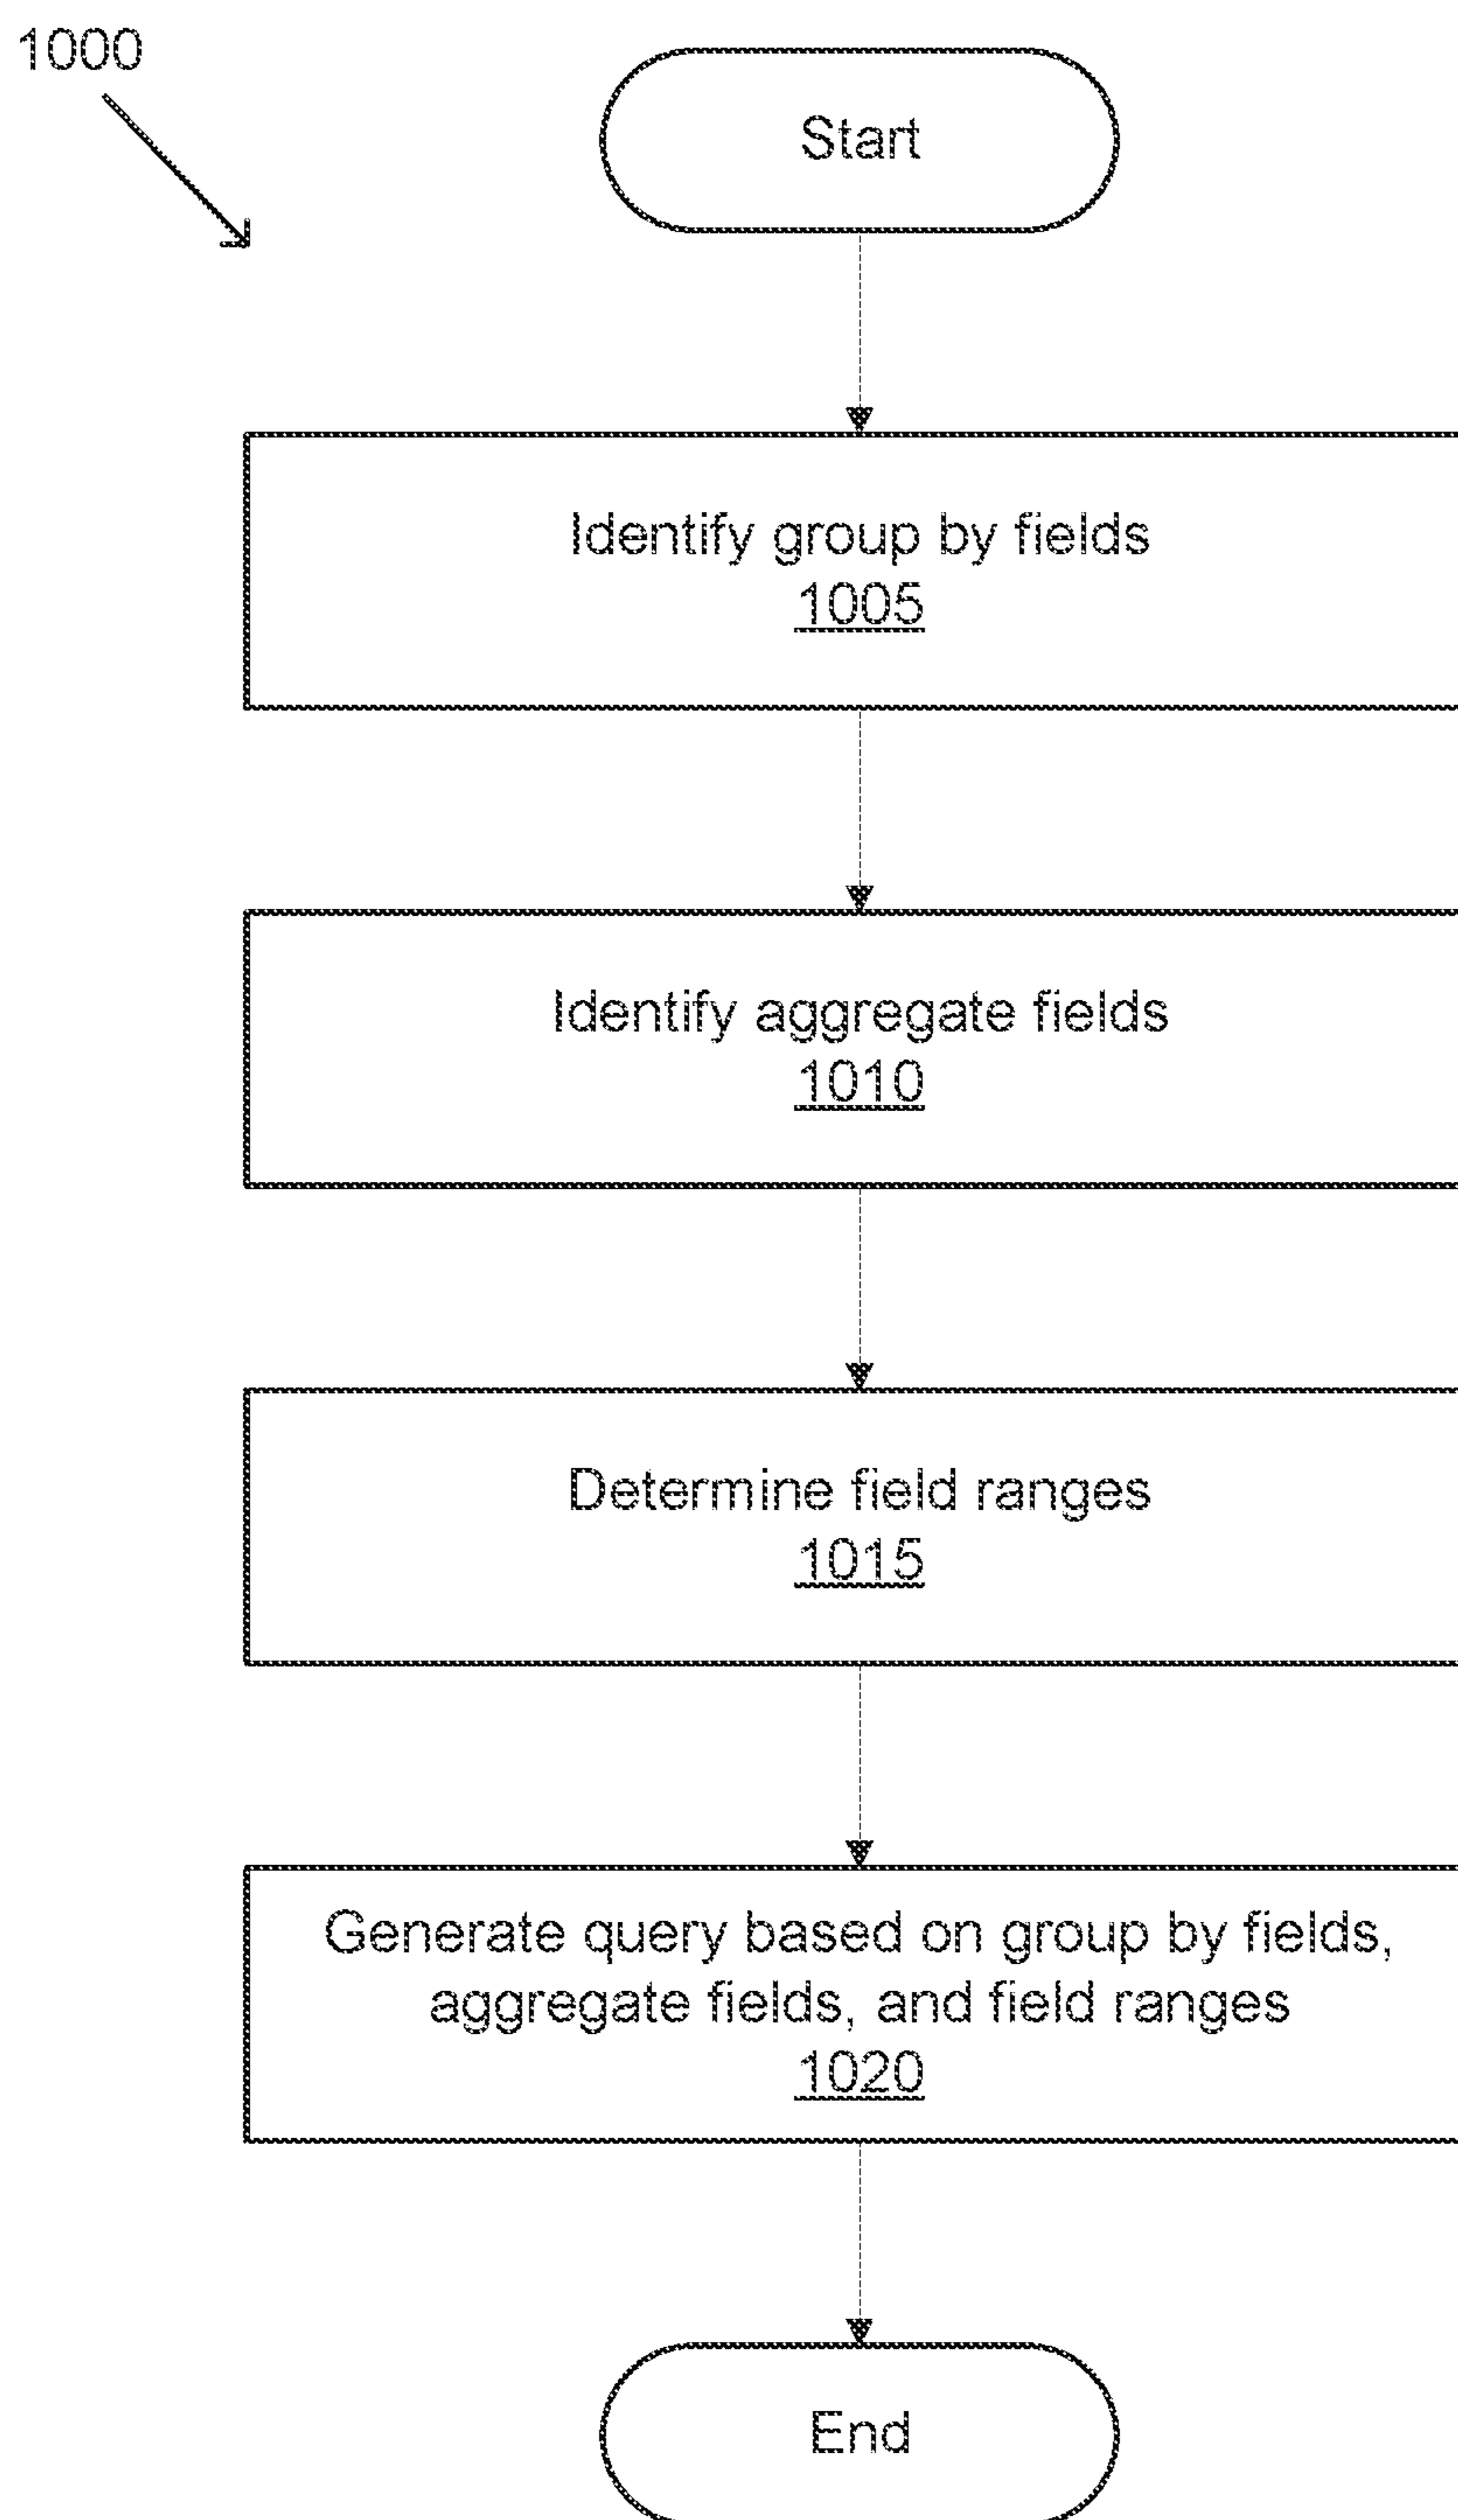 1000
Start
Identify group by fields
1005
Identify aggregate fields
1010
Determine field ranges
1015
Generate query based on group by fields,
aggregate fields, and field ranges
1020
End